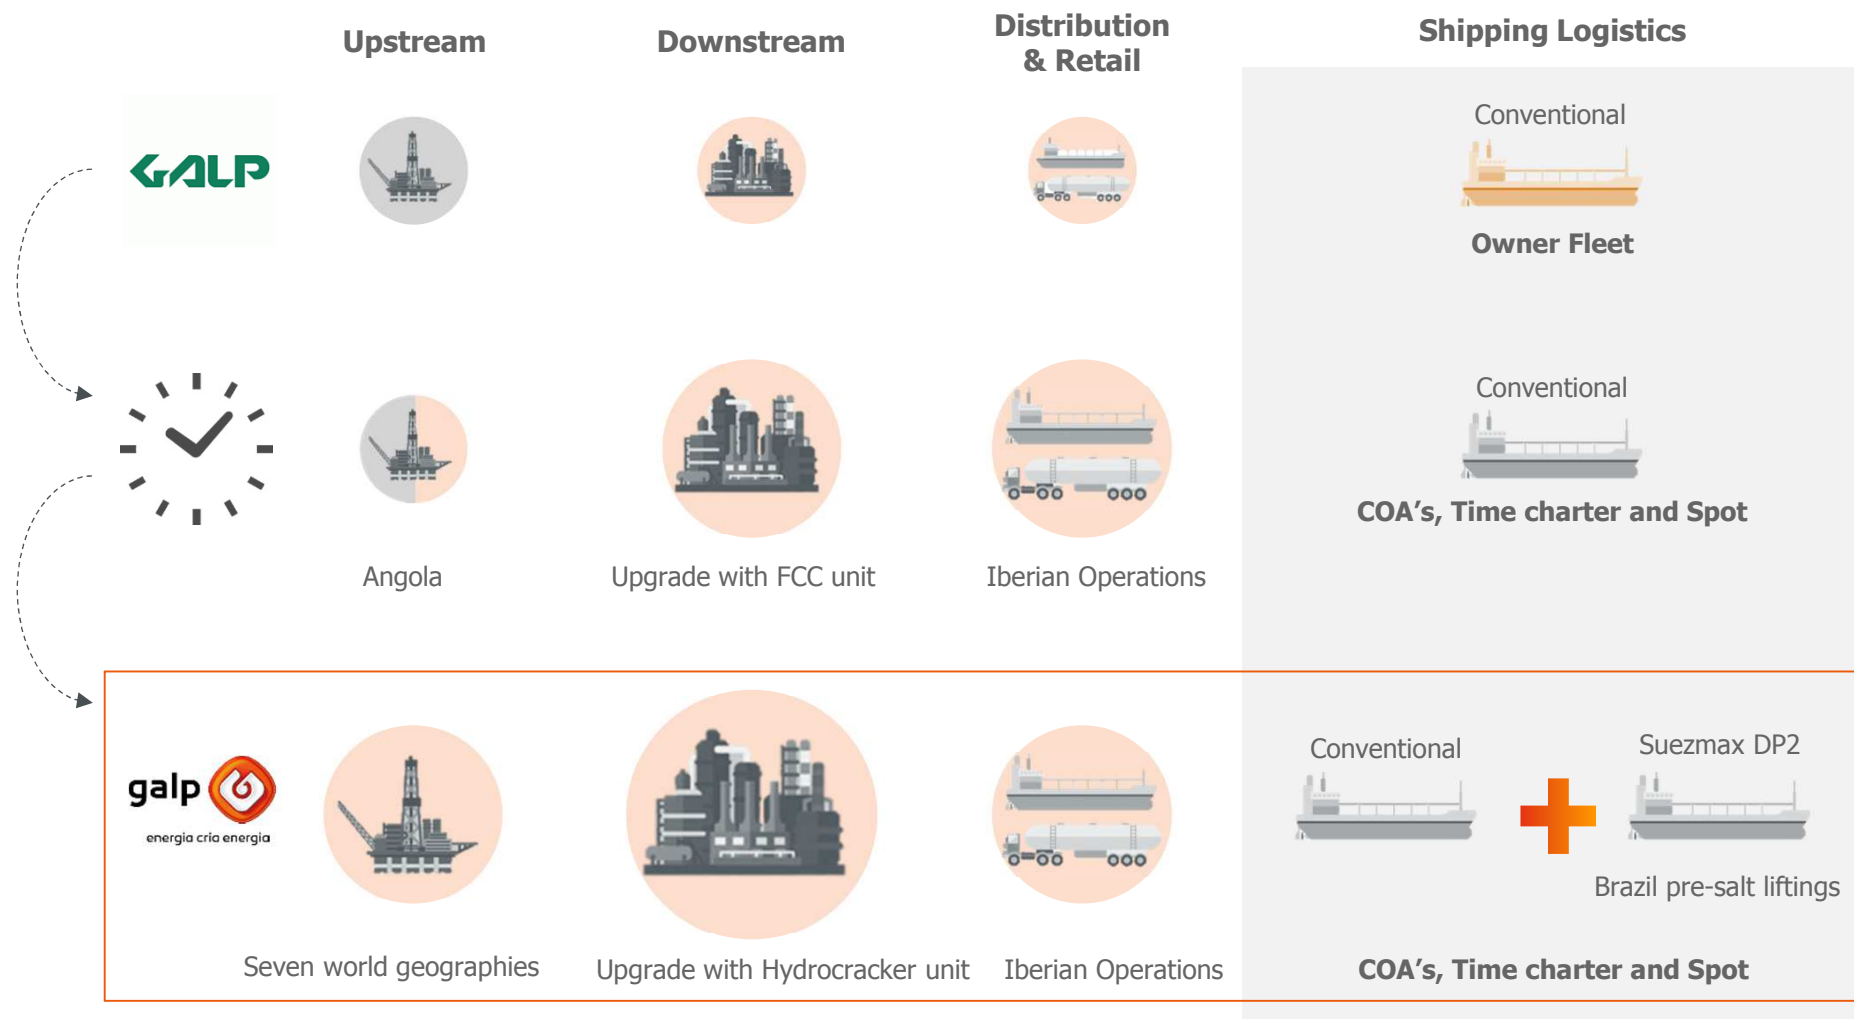 Upstream
Downstream
Distribution
& Retail
Shipping Logistics
GALP
Conventional
Owner Fleet
Conventional
COA's, Time charter and Spot
Angola
Upgrade with FCC unit
Iberian Operations
galp
energia cria energia
Conventional
Suezmax DP2
Brazil pre-salt liftings
Seven world geographies
Upgrade with Hydrocracker unit
Iberian Operations
COA's, Time charter and Spot